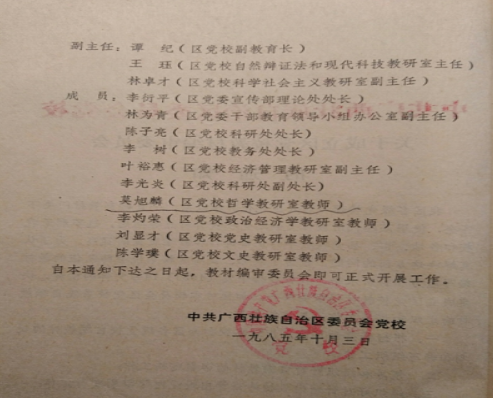 副主任：谭　纪（区党校副教育长）
王　珏（区党校自然辩证法和现代科技教研室主任）
林卓才（区党校科学社会主义教研室副主任）
成　员：李衍平（区党委宣传部理论处处长）
林为青（区党委干部教育领导小组办公室副主任）
陈子亮（区党校科研处处长）
李　树（区党校教务处处长）
叶裕惠（区党校经济管理教研室副主任）
李光炎（区党校科研处副处长）
吴旭麟（区党校哲学教研室教师）
李灼荣（区党校政治经济学教研室教师）
刘显才（区党校党史教研室教师）
陈学璞（区党校文史教研室教师）
自本通知下达之日起，教材编审委员会即可正式开展工作。
中共广西壮族自治区委员会党校
一九八五年十月三日
党校